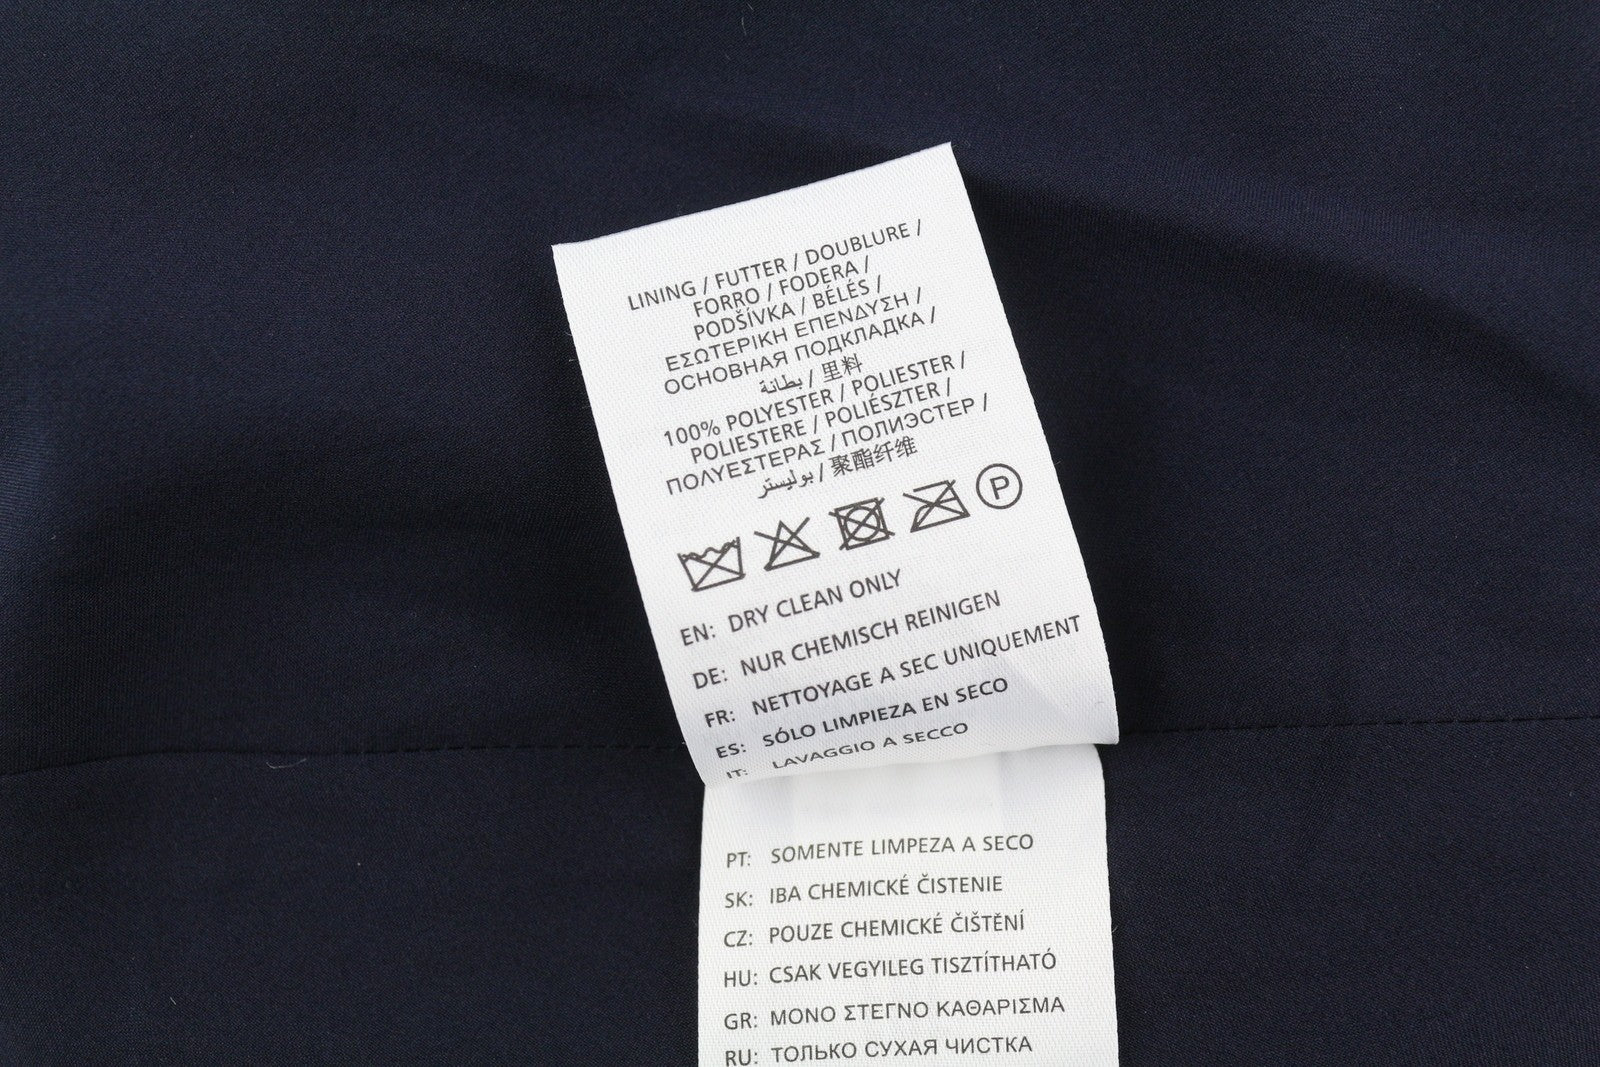 LINING / FUTTER / DOUBLURE /
FORRO / FODERA /
PODŠÍVKA / BÉLÉS /
ΕΣΩΤΕΡΙΚΗ ΕΠΕΝΔΥΣΗ /
ОСНОВНАЯ ПОДКЛАДКА /
بطانة / 里料
100% POLYESTER / POLIESTER /
POLIESTERE / POLIÉSZTER /
ΠΟΛΥΕΣΤΕΡΑΣ / ПОЛИЭСТЕР /
بوليستر / 聚酯纤维
P
EN: DRY CLEAN ONLY
DE: NUR CHEMISCH REINIGEN
FR: NETTOYAGE A SEC UNIQUEMENT
ES: SÓLO LIMPIEZA EN SECO
IT: LAVAGGIO A SECCO
PT: SOMENTE LIMPEZA A SECO
SK: IBA CHEMICKÉ ČISTENIE
CZ: POUZE CHEMICKÉ ČIŠTĚNÍ
HU: CSAK VEGYILEG TISZTÍTHATÓ
GR: ΜΟΝΟ ΣΤΕΓΝΟ ΚΑΘΑΡΙΣΜΑ
RU: ТОЛЬКО СУХАЯ ЧИСТКА